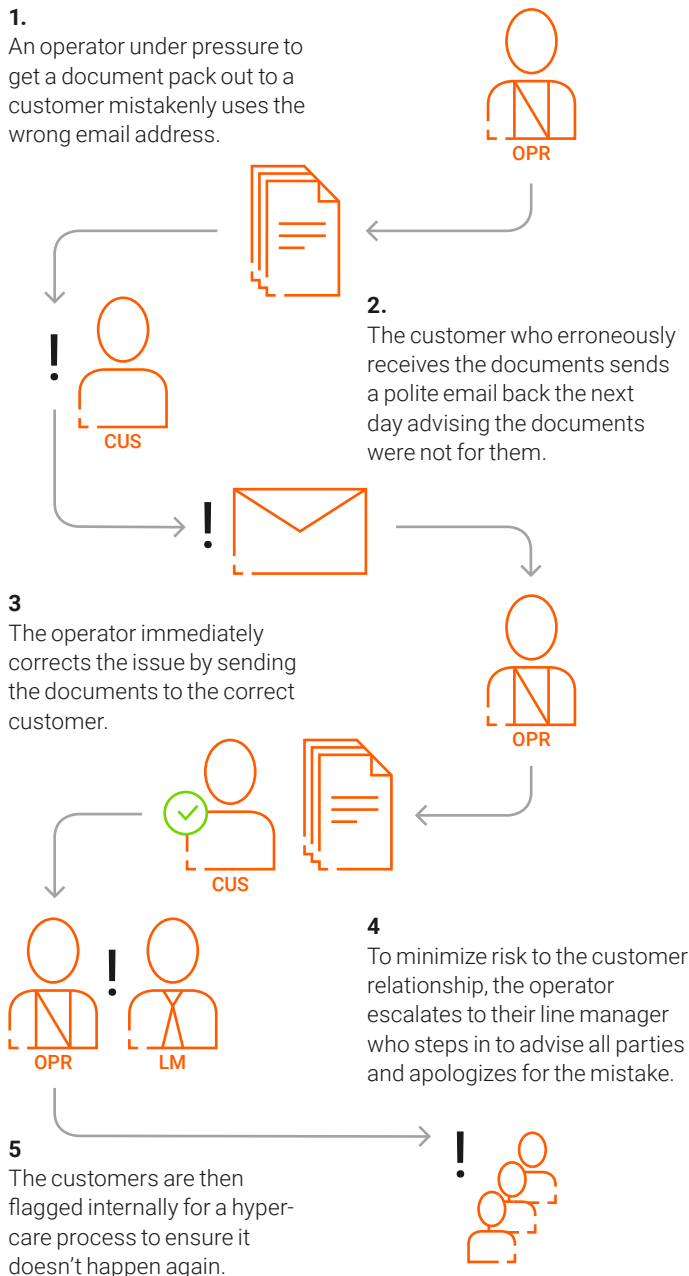 1.
An operator under pressure to
get a document pack out to a
customer mistakenly uses the
wrong email address.
OPR
2.
The customer who erroneously
receives the documents sends
a polite email back the next
day advising the documents
were not for them.
!
CUS
!
3
The operator immediately
corrects the issue by sending
the documents to the correct
customer.
OPR
CUS
4
To minimize risk to the customer
relationship, the operator
escalates to their line manager
who steps in to advise all parties
and apologizes for the mistake.
!
OPR
LM
5
The customers are then
flagged internally for a hyper-
care process to ensure it
doesn't happen again.
!